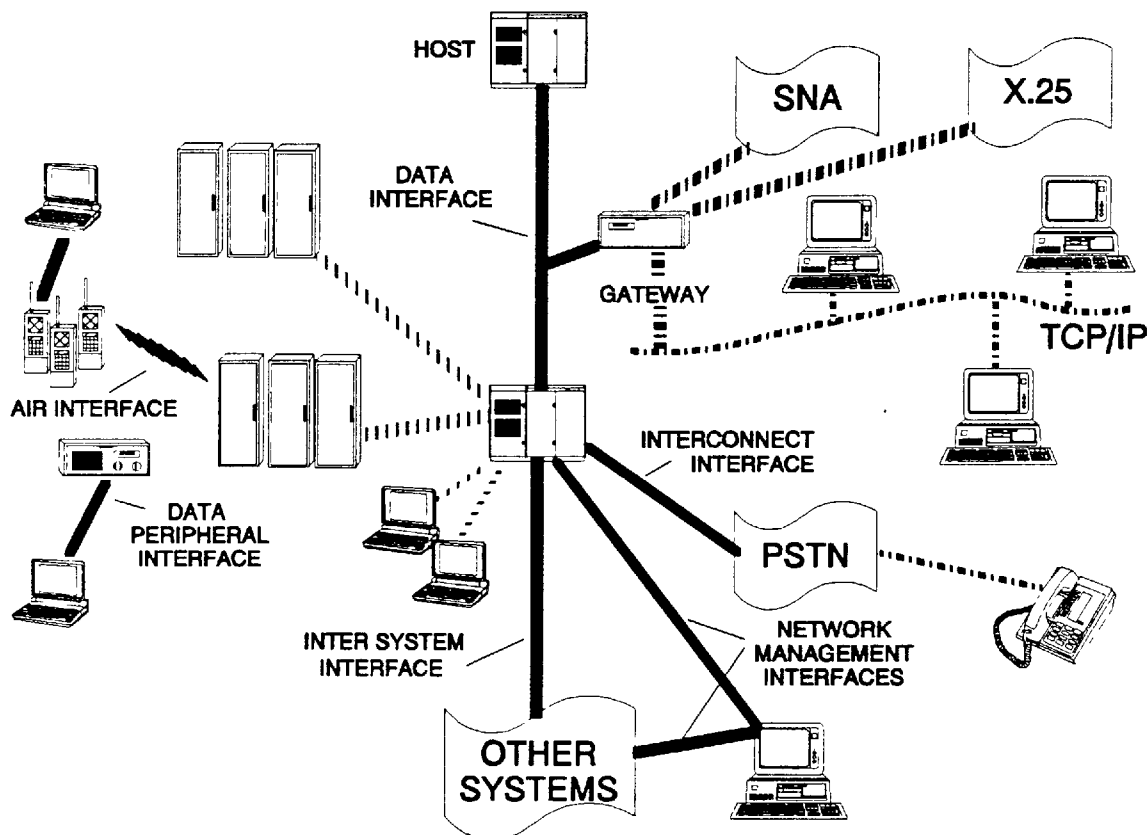 HOST
SNA
X.25
DATA
INTERFACE
GATEWAY
TCP/IP
AIR INTERFACE
INTERCONNECT
INTERFACE
DATA
PERIPHERAL
INTERFACE
PSTN
INTER SYSTEM
INTERFACE
NETWORK
MANAGEMENT
INTERFACES
OTHER
SYSTEMS